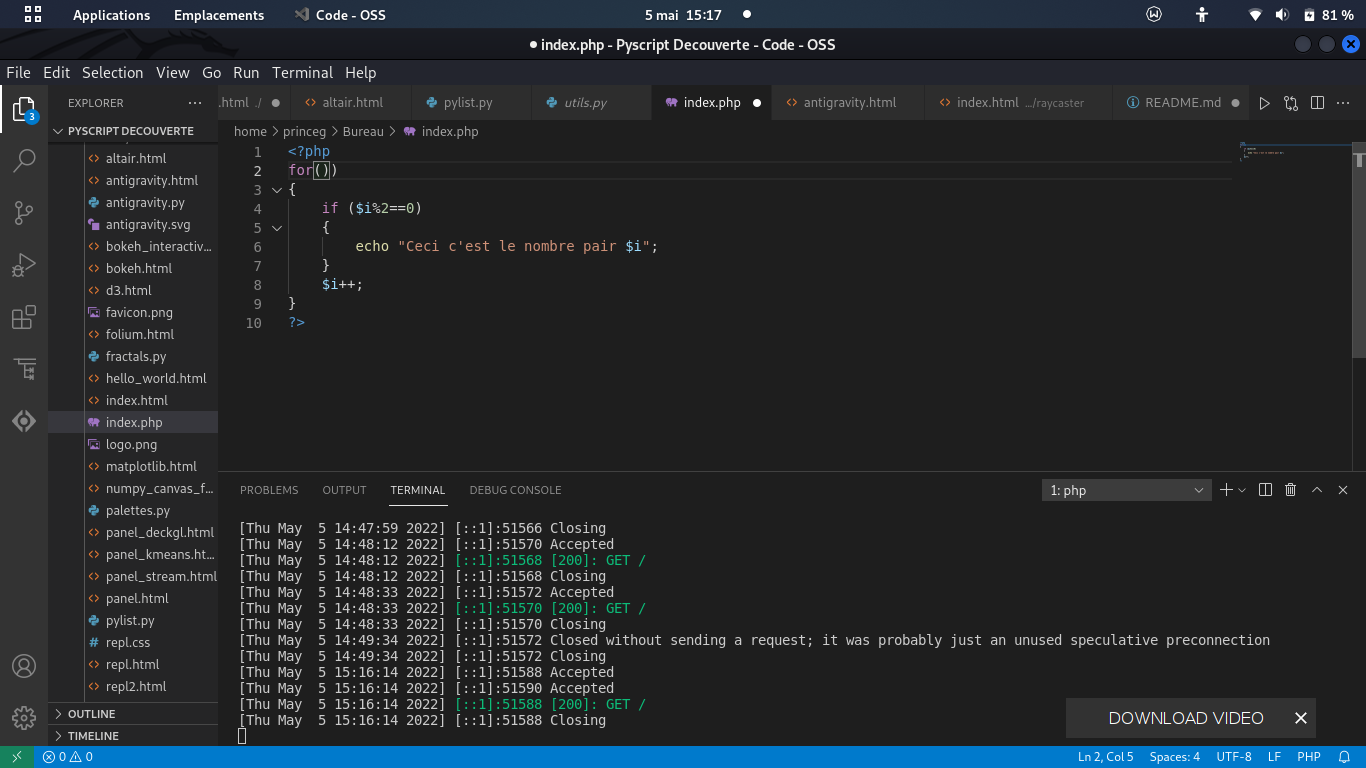 Applications Emplacements Code - OSS 5 mai 15:17 81 %
index.php - Pyscript Decouverte - Code - OSS
File Edit Selection View Go Run Terminal Help
EXPLORER ... .html ./ altair.html pylist.py utils.py index.php antigravity.html index.html .../raycaster README.md
PYSCRIPT DECOUVERTE
home > princeg > Bureau > index.php
altair.html
antigravity.html
antigravity.py
antigravity.svg
bokeh_interactiv...
bokeh.html
d3.html
favicon.png
folium.html
fractals.py
hello_world.html
index.html
index.php
logo.png
matplotlib.html
numpy_canvas_f...
palettes.py
panel_deckgl.html
panel_kmeans.ht...
panel_stream.html
panel.html
pylist.py
repl.css
repl.html
repl2.html
OUTLINE
TIMELINE
3
1 <?php
2 for())
3 {
4 if ($i%2==0)
5 {
6 echo "Ceci c'est le nombre pair $i";
7 }
8 $i++;
9 }
10 ?>
PROBLEMS OUTPUT TERMINAL DEBUG CONSOLE 1: php
[Thu May  5 14:47:59 2022] [::1]:51566 Closing
[Thu May  5 14:48:12 2022] [::1]:51570 Accepted
[Thu May  5 14:48:12 2022] [::1]:51568 [200]: GET /
[Thu May  5 14:48:12 2022] [::1]:51568 Closing
[Thu May  5 14:48:33 2022] [::1]:51572 Accepted
[Thu May  5 14:48:33 2022] [::1]:51570 [200]: GET /
[Thu May  5 14:48:33 2022] [::1]:51570 Closing
[Thu May  5 14:49:34 2022] [::1]:51572 Closed without sending a request; it was probably just an unused speculative preconnection
[Thu May  5 14:49:34 2022] [::1]:51572 Closing
[Thu May  5 15:16:14 2022] [::1]:51588 Accepted
[Thu May  5 15:16:14 2022] [::1]:51590 Accepted
[Thu May  5 15:16:14 2022] [::1]:51588 [200]: GET /
[Thu May  5 15:16:14 2022] [::1]:51588 Closing
DOWNLOAD VIDEO
0 0 Ln 2, Col 5 Spaces: 4 UTF-8 LF PHP